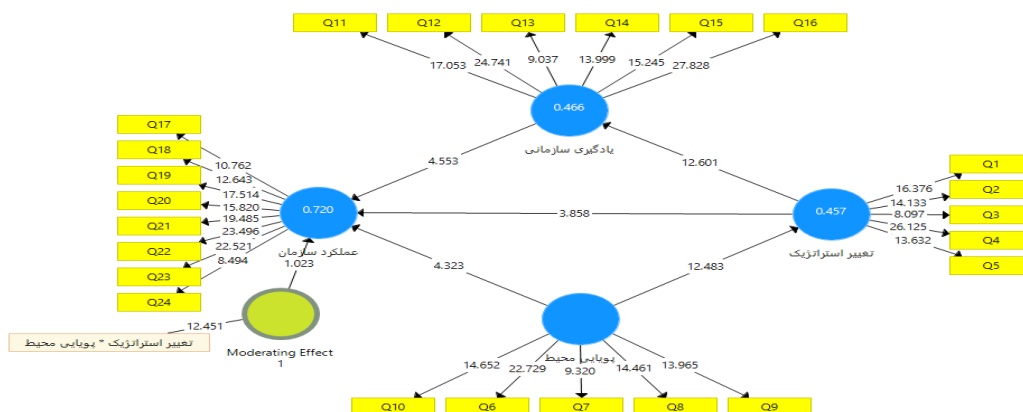 Q11
Q12
Q13
Q14
Q15
Q16
17.053
24.741
9.037
13.999
15.245
27.828
0.466
یادگیری سازمانی
Q17
Q18
Q19
Q20
Q21
Q22
Q23
Q24
10.762
12.643
17.514
15.820
19.485
23.496
22.521
8.494
0.720
عملکرد سازمان
4.553
12.601
3.858
4.323
12.483
1.023
0.457
تغییر استراتژیک
Q1
Q2
Q3
Q4
Q5
16.376
14.133
8.097
26.125
13.632
12.451
تغییر استراتژیک * پویایی محیط
Moderating Effect
1
پویایی محیط
14.652
22.729
9.320
14.461
13.965
Q10
Q6
Q7
Q8
Q9